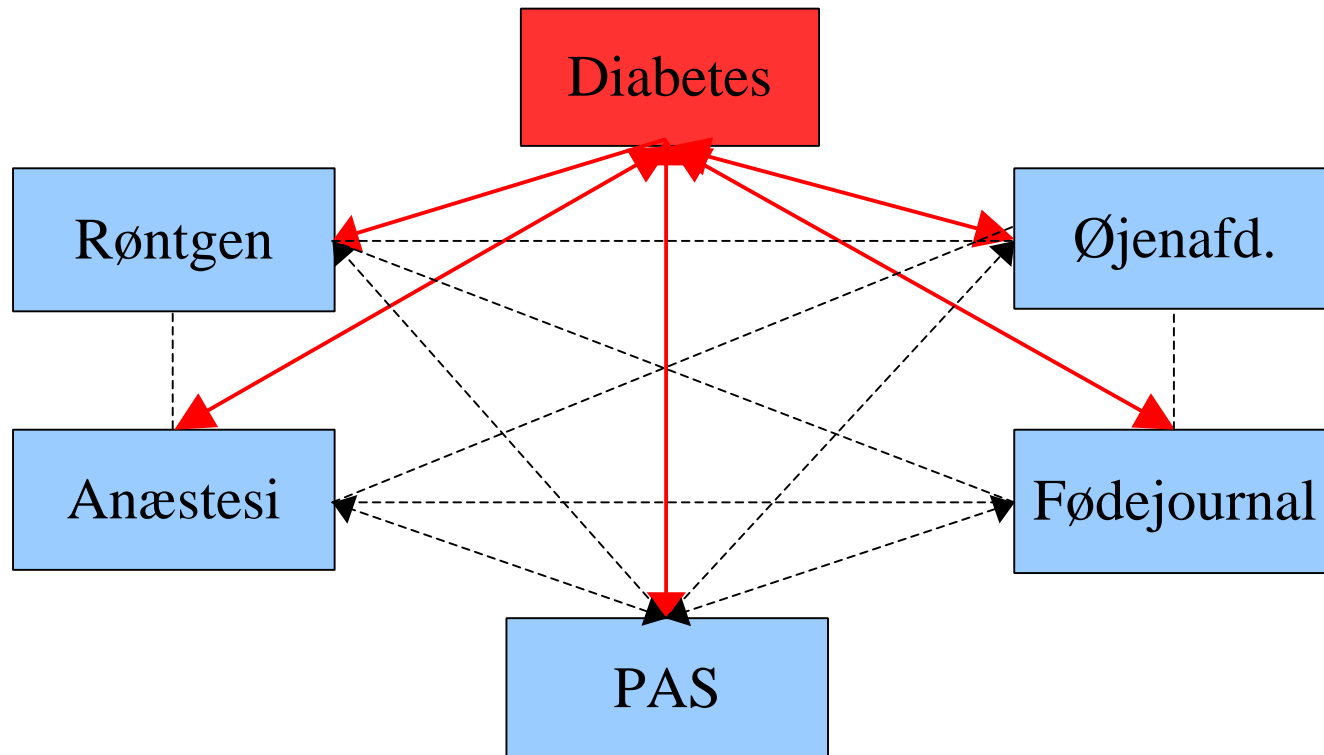 Diabetes
Røntgen
Øjenafd.
Anæstesi
Fødejournal
PAS